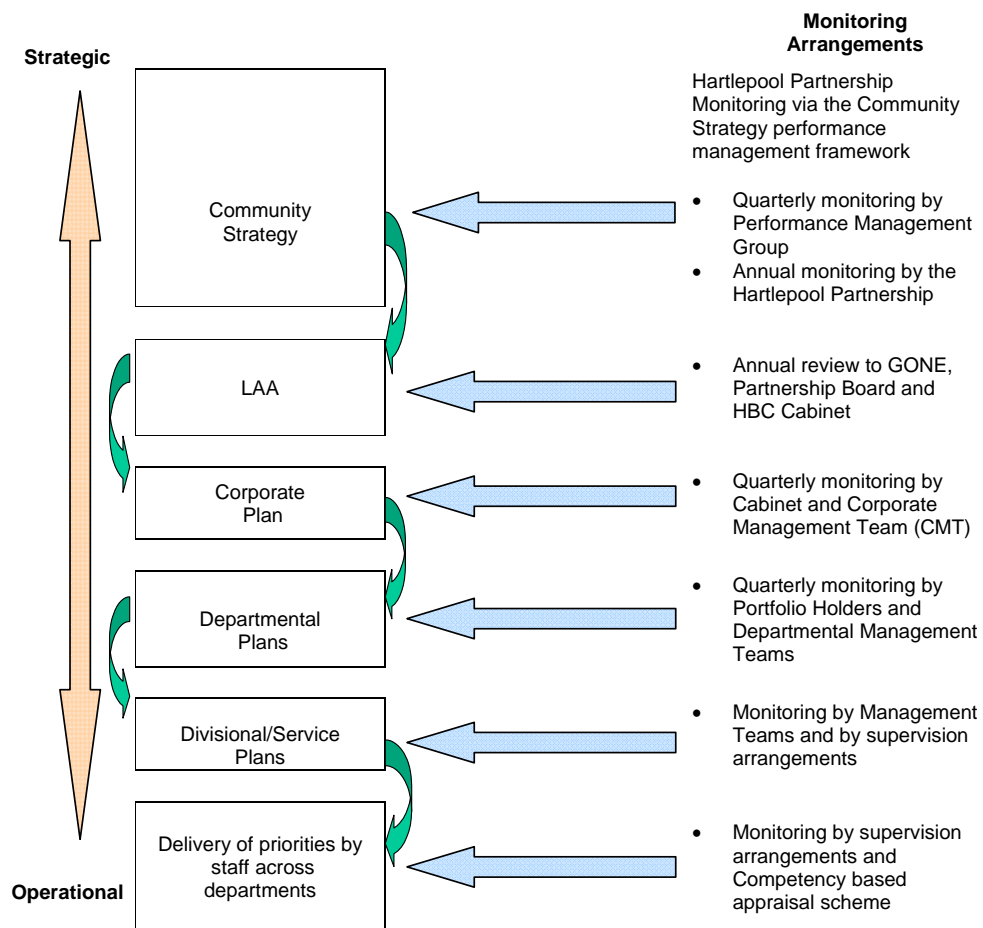 Monitoring
Arrangements
Strategic
Hartlepool Partnership
Monitoring via the Community
Strategy performance
management framework
Community
Strategy
• Quarterly monitoring by
Performance Management
Group
• Annual monitoring by the
Hartlepool Partnership
LAA
• Annual review to GONE,
Partnership Board and
HBC Cabinet
Corporate
Plan
• Quarterly monitoring by
Cabinet and Corporate
Management Team (CMT)
Departmental
Plans
• Quarterly monitoring by
Portfolio Holders and
Departmental Management
Teams
Divisional/Service
Plans
• Monitoring by Management
Teams and by supervision
arrangements
Delivery of priorities by
staff across
departments
• Monitoring by supervision
arrangements and
Competency based
appraisal scheme
Operational